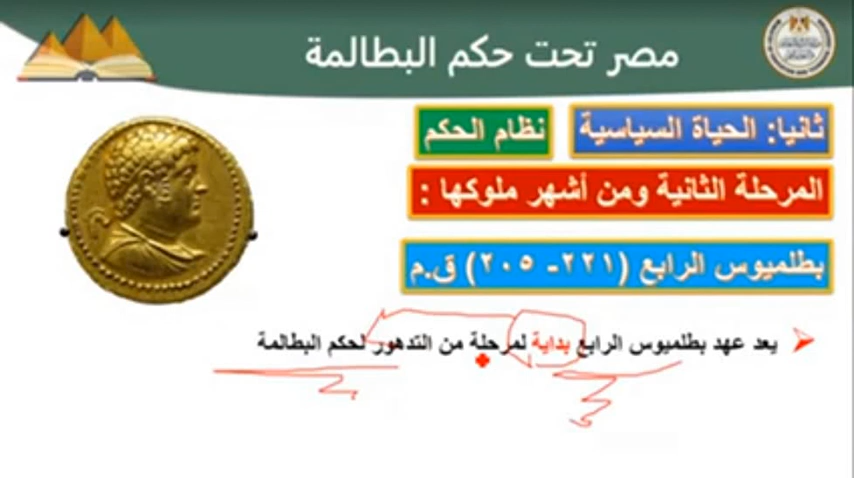 مصر تحت حكم البطالمة
ثانيا: الحياة السياسية نظام الحكم
المرحلة الثانية ومن أشهر ملوكها :
بطلميوس الرابع (٢٢١- ٢٠٥) ق.م
يعد عهد بطلميوس الرابع بداية لمرحلة من التدهور لحكم البطالمة